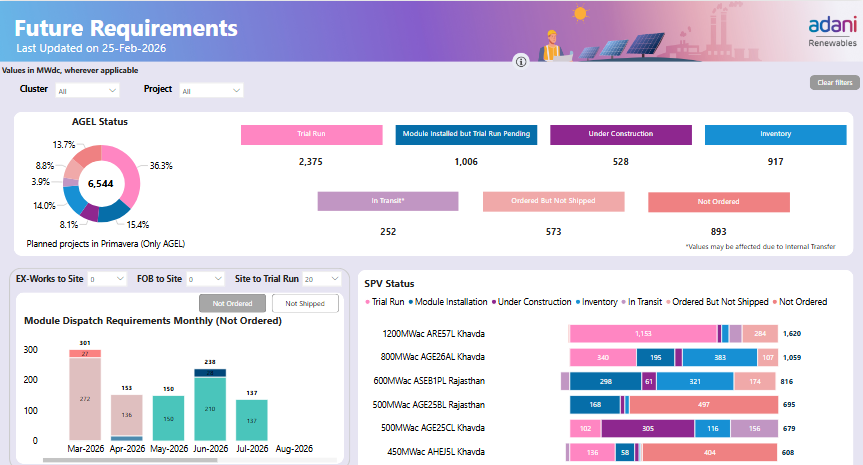 Future Requirements
Last Updated on 25-Feb-2026
adani
Renewables
Values in MWdc, wherever applicable
Cluster All Project All
Clear filters
AGEL Status
13.7%
8.8%
3.9%
14.0%
8.1%
15.4%
36.3%
6,544
Planned projects in Primavera (Only AGEL)
Trial Run Module Installed but Trial Run Pending Under Construction Inventory
2,375 1,006 528 917
In Transit* Ordered But Not Shipped Not Ordered
252 573 893
*Values may be affected due to Internal Transfer
EX-Works to Site 0 FOB to Site 0 Site to Trial Run 20
Not Ordered Not Shipped
Module Dispatch Requirements Monthly (Not Ordered)
300
200
100
0
301
27
272
153
136
150
150
238
210
137
137
Mar-2026 Apr-2026 May-2026 Jun-2026 Jul-2026 Aug-2026
SPV Status
Trial Run Module Installation Under Construction Inventory In Transit Ordered But Not Shipped Not Ordered
1200MWac ARE57L Khavda 1,153 284 1,620
800MWac AGE26AL Khavda 340 195 383 107 1,059
600MWac ASEB1PL Rajasthan 298 61 321 174 816
500MWac AGE25BL Rajasthan 168 497 695
500MWac AGE25CL Khavda 102 305 116 156 679
450MWac AHEJ5L Khavda 136 58 404 608